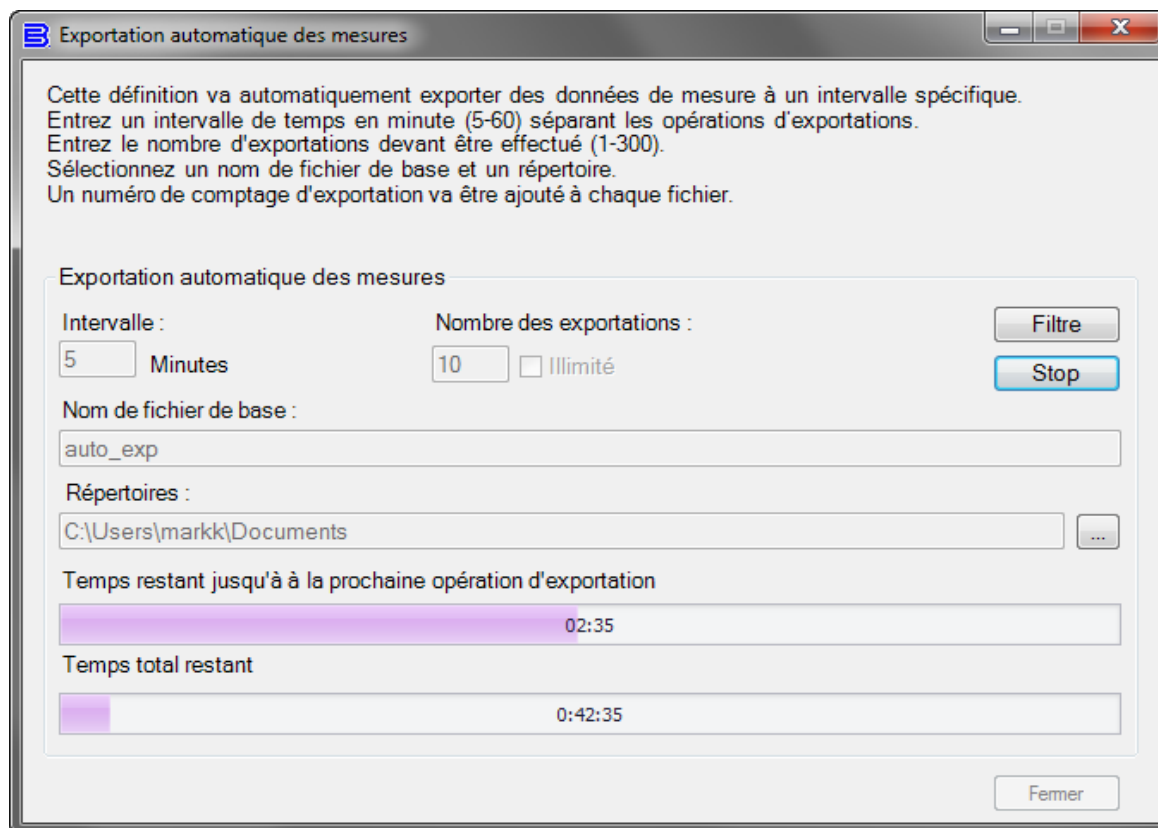 Exportation automatique des mesures
Cette définition va automatiquement exporter des données de mesure à un intervalle spécifique.
Entrez un intervalle de temps en minute (5-60) séparant les opérations d'exportations.
Entrez le nombre d'exportations devant être effectué (1-300).
Sélectionnez un nom de fichier de base et un répertoire.
Un numéro de comptage d'exportation va être ajouté à chaque fichier.
Exportation automatique des mesures
Intervalle : Nombre des exportations : Filtre
5 Minutes 10 Illimité Stop
Nom de fichier de base :
auto_exp
Répertoires :
C:\Users\markk\Documents ...
Temps restant jusqu'à à la prochaine opération d'exportation
02:35
Temps total restant
0:42:35
Fermer